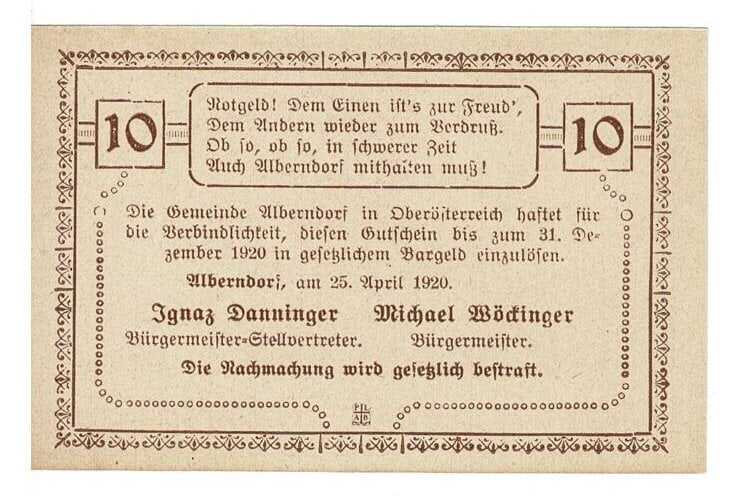 Notgeld! Dem Einen ist's zur Freud',
Dem Andern wieder zum Verdruß.
Ob so, ob so, in schwerer Zeit
Auch Alberndorf mithalten muß!
10
10
Die Gemeinde Alberndorf in Oberösterreich haftet für
die Verbindlichkeit, diesen Gutschein bis zum 31. De-
zember 1920 in gesetzlichem Bargeld einzulösen.
Alberndorf, am 25. April 1920.
Ignaz Danninger Michael Wöckinger
Bürgermeister-Stellvertreter. Bürgermeister.
Die Nachmachung wird gesetzlich bestraft.